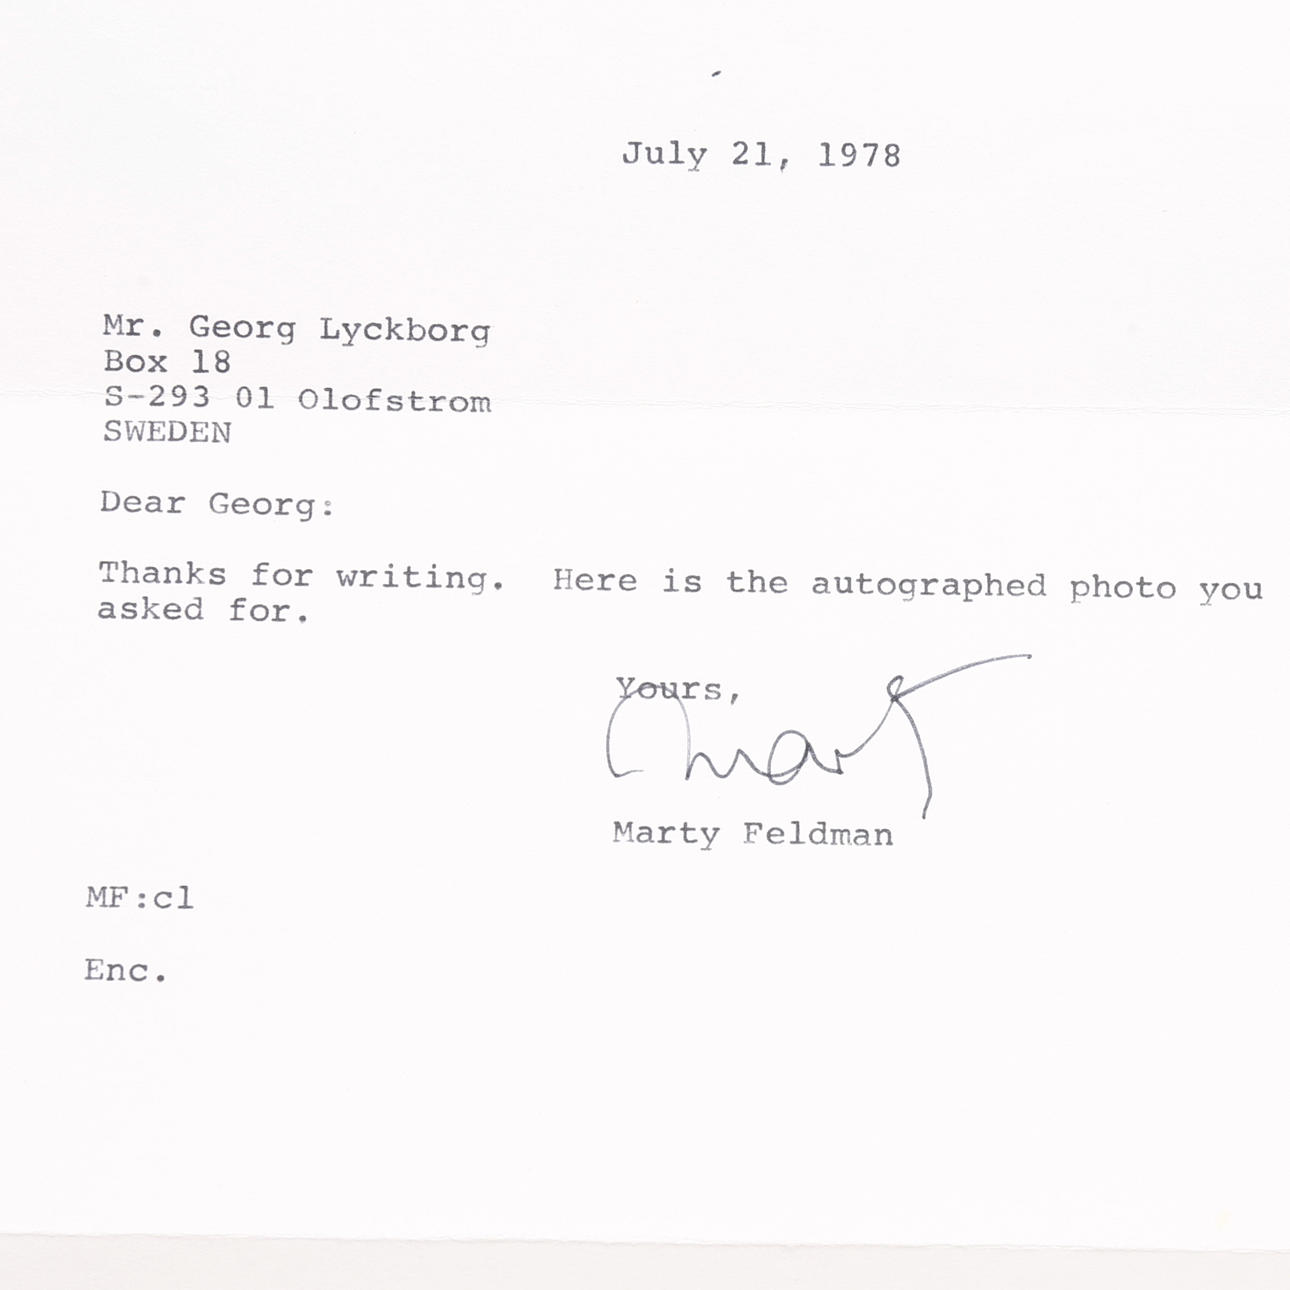 July 21, 1978
Mr. Georg Lyckborg
Box 18
S-293 01 Olofstrom
SWEDEN
Dear Georg:
Thanks for writing.  Here is the autographed photo you
asked for.
Yours,
Marty
Marty Feldman
MF:cl
Enc.